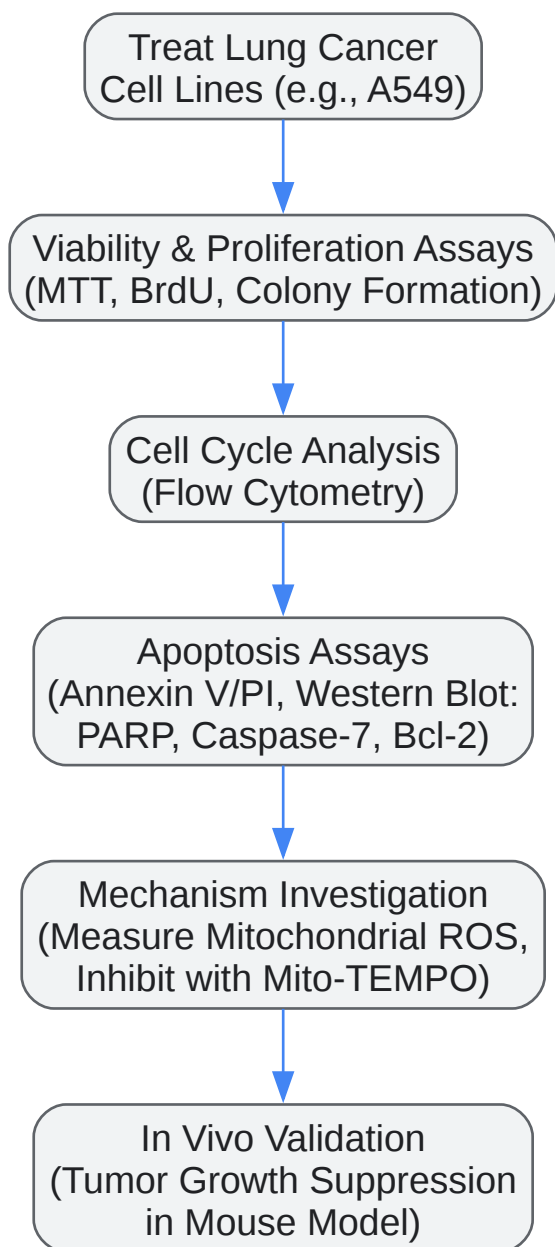 Treat Lung Cancer
Cell Lines (e.g., A549)
Viability & Proliferation Assays
(MTT, BrdU, Colony Formation)
Cell Cycle Analysis
(Flow Cytometry)
Apoptosis Assays
(Annexin V/PI, Western Blot:
PARP, Caspase-7, Bcl-2)
Mechanism Investigation
(Measure Mitochondrial ROS,
Inhibit with Mito-TEMPO)
In Vivo Validation
(Tumor Growth Suppression
in Mouse Model)